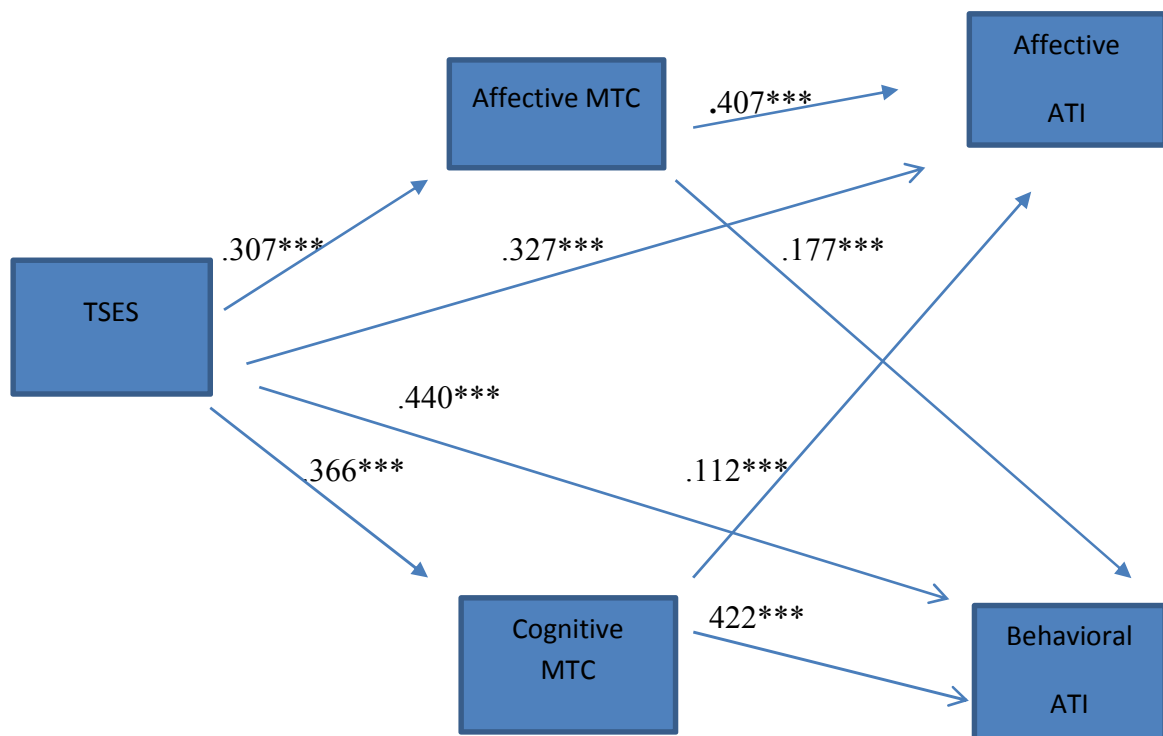 Affective
ATI
Affective MTC
.407***
.307***
.327***
.177***
TSES
.440***
.366***
.112***
Cognitive
MTC
422***
Behavioral
ATI